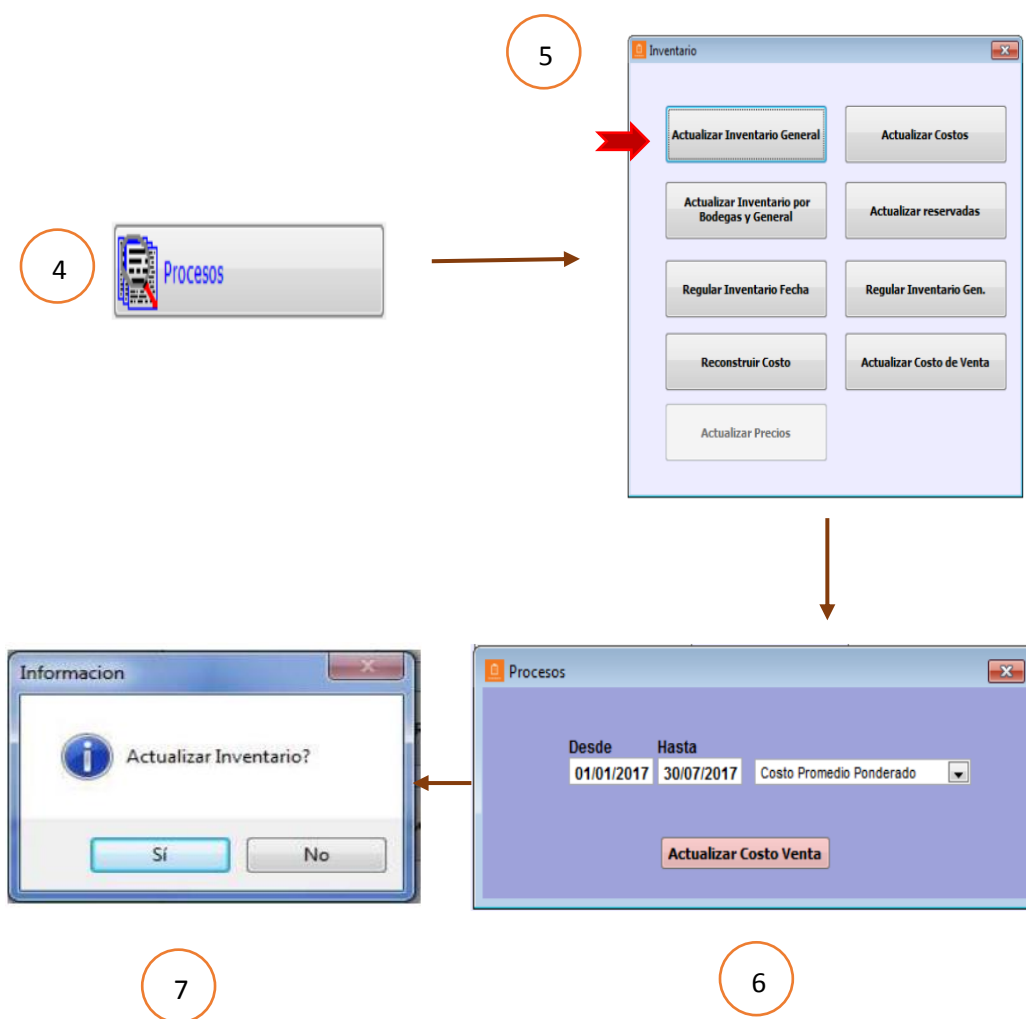 5
Inventario
Actualizar Inventario General
Actualizar Costos
Actualizar Inventario por
Bodegas y General
Actualizar reservadas
4
Procesos
Regular Inventario Fecha
Regular Inventario Gen.
Reconstruir Costo
Actualizar Costo de Venta
Actualizar Precios
Informacion
Actualizar Inventario?
Sí
No
Procesos
Desde
Hasta
01/01/2017
30/07/2017
Costo Promedio Ponderado
Actualizar Costo Venta
7
6